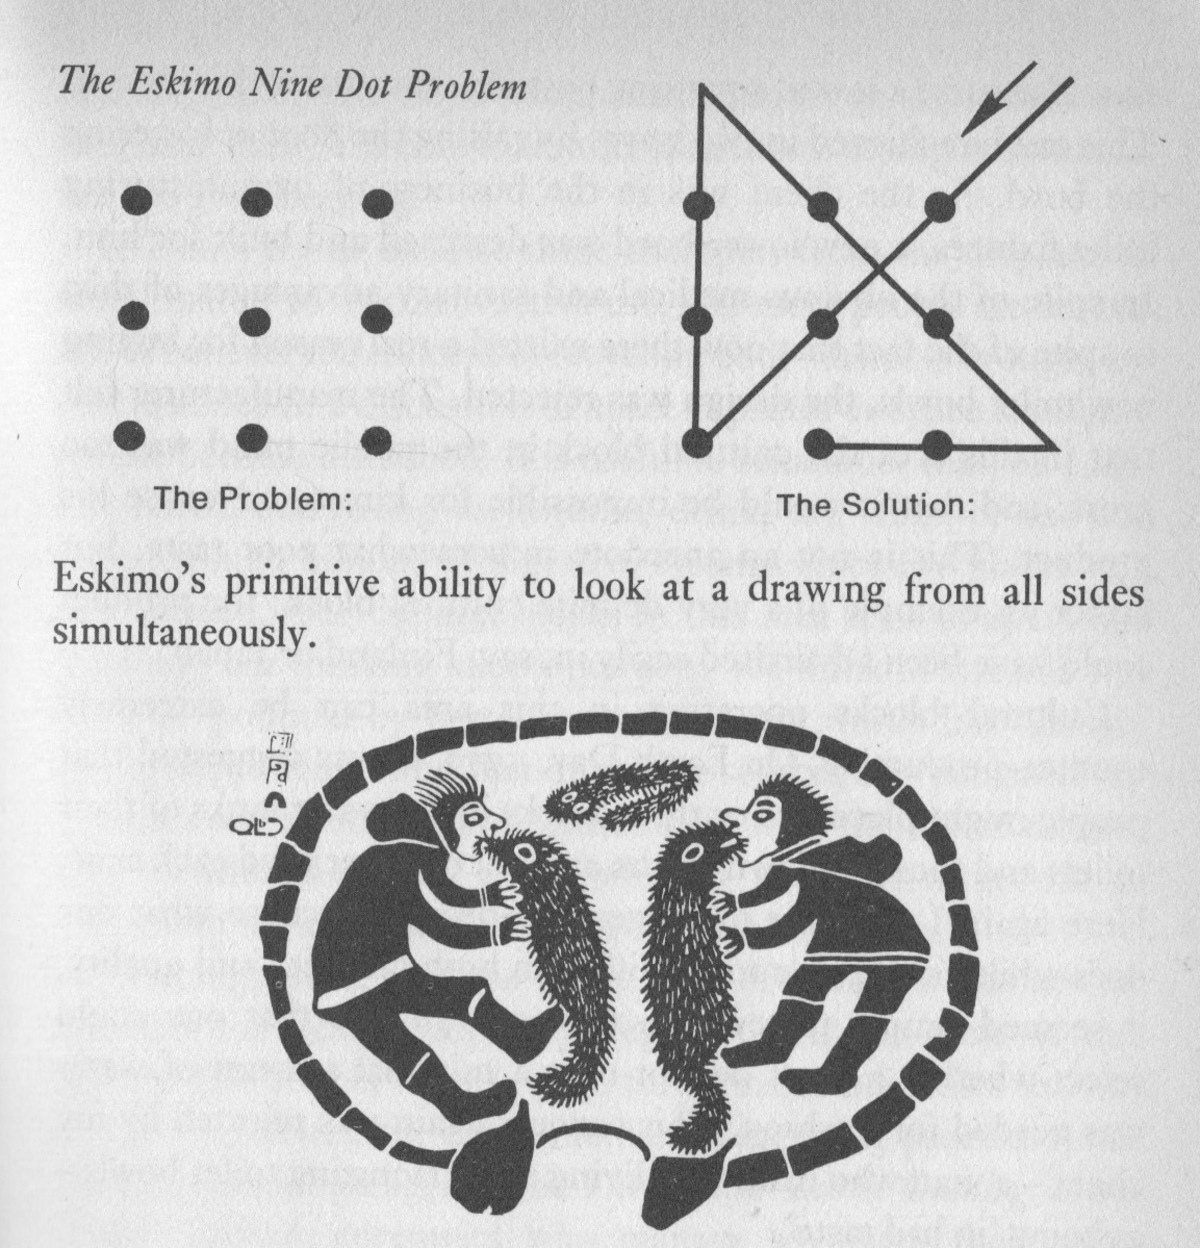 The Eskimo Nine Dot Problem
The Problem:
The Solution:
Eskimo's primitive ability to look at a drawing from all sides
simultaneously.